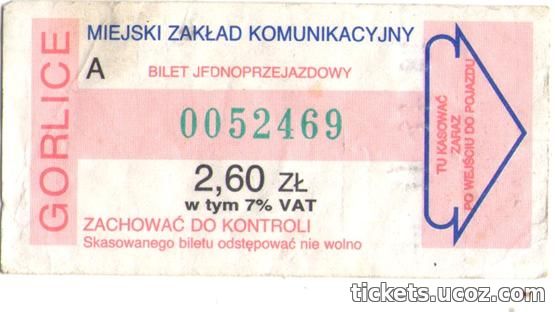 MIEJSKI ZAKŁAD KOMUNIKACYJNY
GORLICE
A
BILET JFDNOPRZEJAZDOWY
0052469
2,60 ZŁ
w tym 7% VAT
ZACHOWAĆ DO KONTROLI
Skasowanego biletu odstępować nie wolno
TU KASOWAĆ
ZARAZ
PO WEJŚCIU DO POJAZDU
tickets.ucoz.com